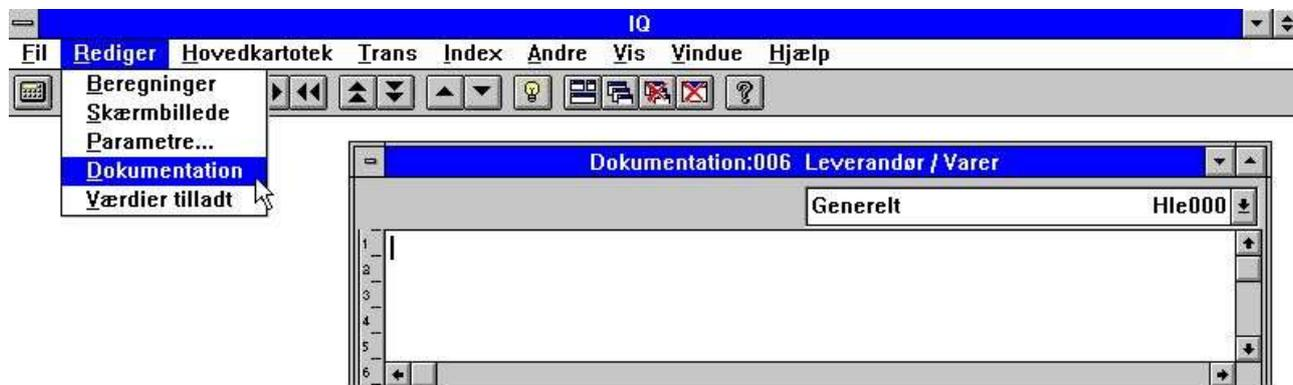 IQ
Fil Rediger Hovedkartotek Trans Index Andre Vis Vindue Hjælp
Beregninger
Skærmbillede
Parametre...
Dokumentation
Værdier tilladt
Dokumentation:006 Leverandør / Varer
Generelt Hle000
1
2
3
4
5
6